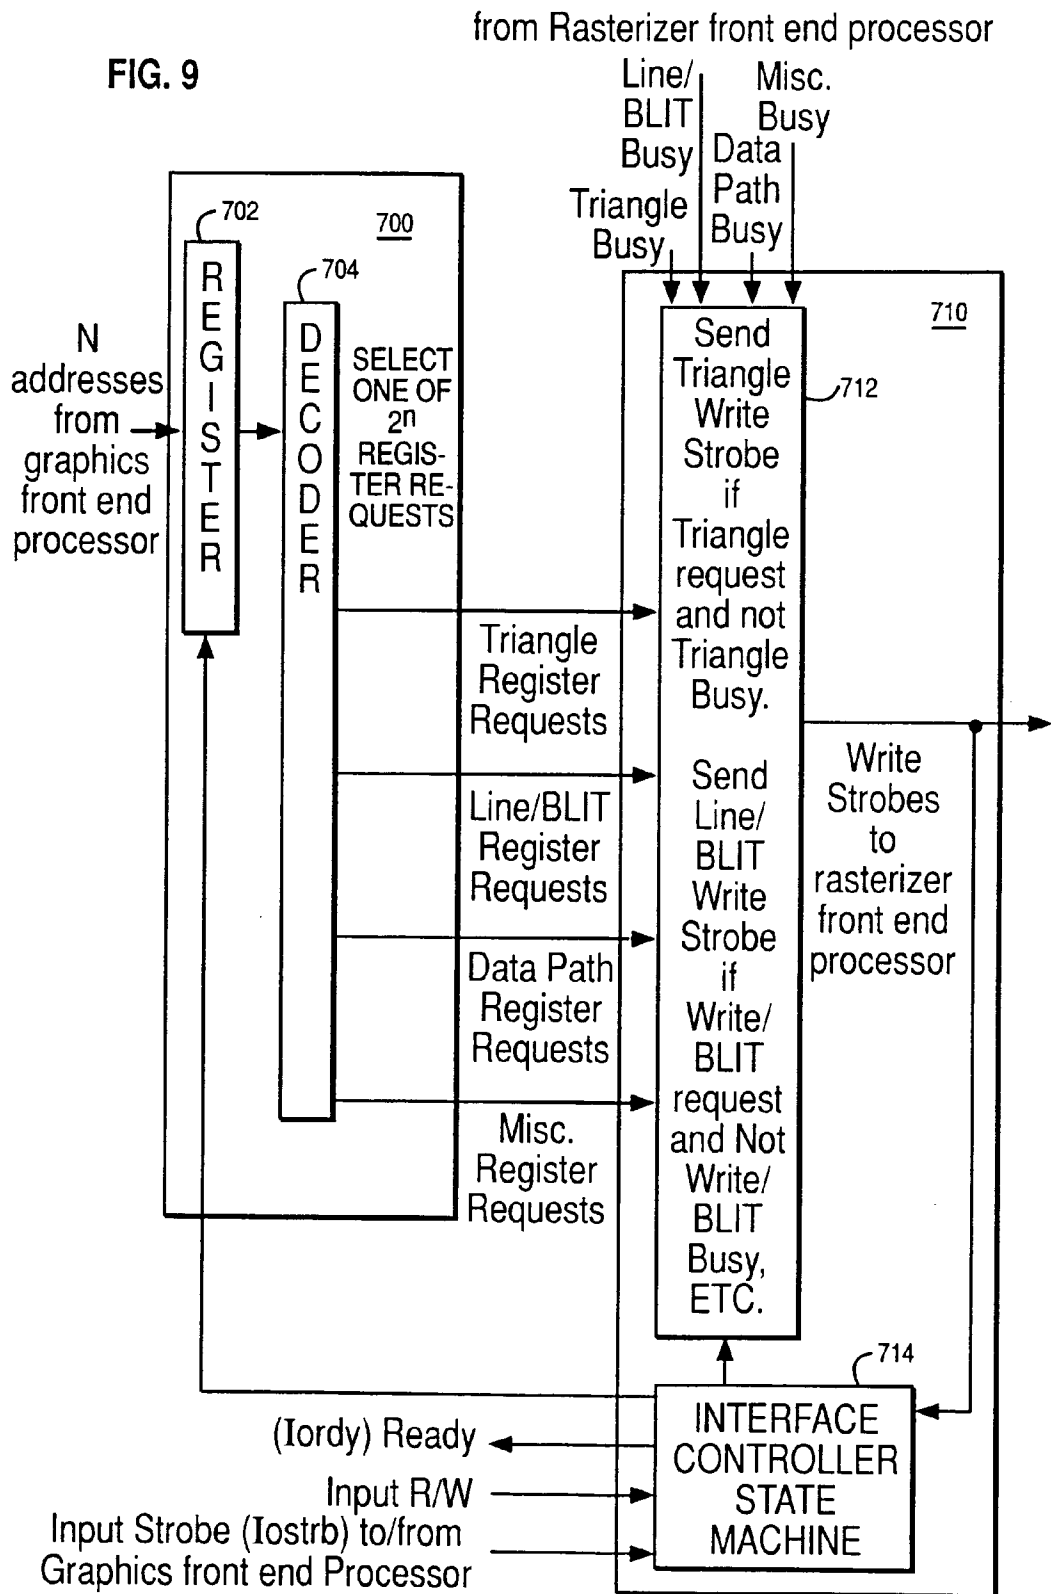 from Rasterizer front end processor
FIG. 9
Line/
BLIT
Busy
Misc.
Busy
Data
Path
Busy
Triangle
Busy
702
700
704
710
REGISTER
DECODER
N
addresses
from
graphics
front end
processor
SELECT
ONE OF
2n
REGIS-
TER RE-
QUESTS
Send
Triangle
Write
Strobe
if
Triangle
request
and not
Triangle
Busy.
Send
Line/
BLIT
Write
Strobe
if
Write/
BLIT
request
and Not
Write/
BLIT
Busy,
ETC.
712
Triangle
Register
Requests
Line/BLIT
Register
Requests
Data Path
Register
Requests
Misc.
Register
Requests
Write
Strobes
to
rasterizer
front end
processor
714
INTERFACE
CONTROLLER
STATE
MACHINE
(Iordy) Ready
Input R/W
Input Strobe (Iostrb) to/from
Graphics front end Processor